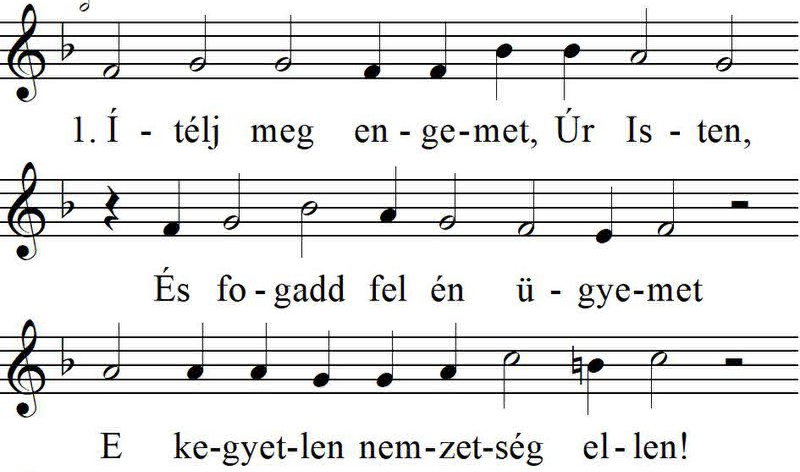 1. Í - télj meg en - ge-met, Úr Is - ten,
És fo - gadd fel én ü - gye-met
E ke-gyet-len nem-zet-ség el - len!